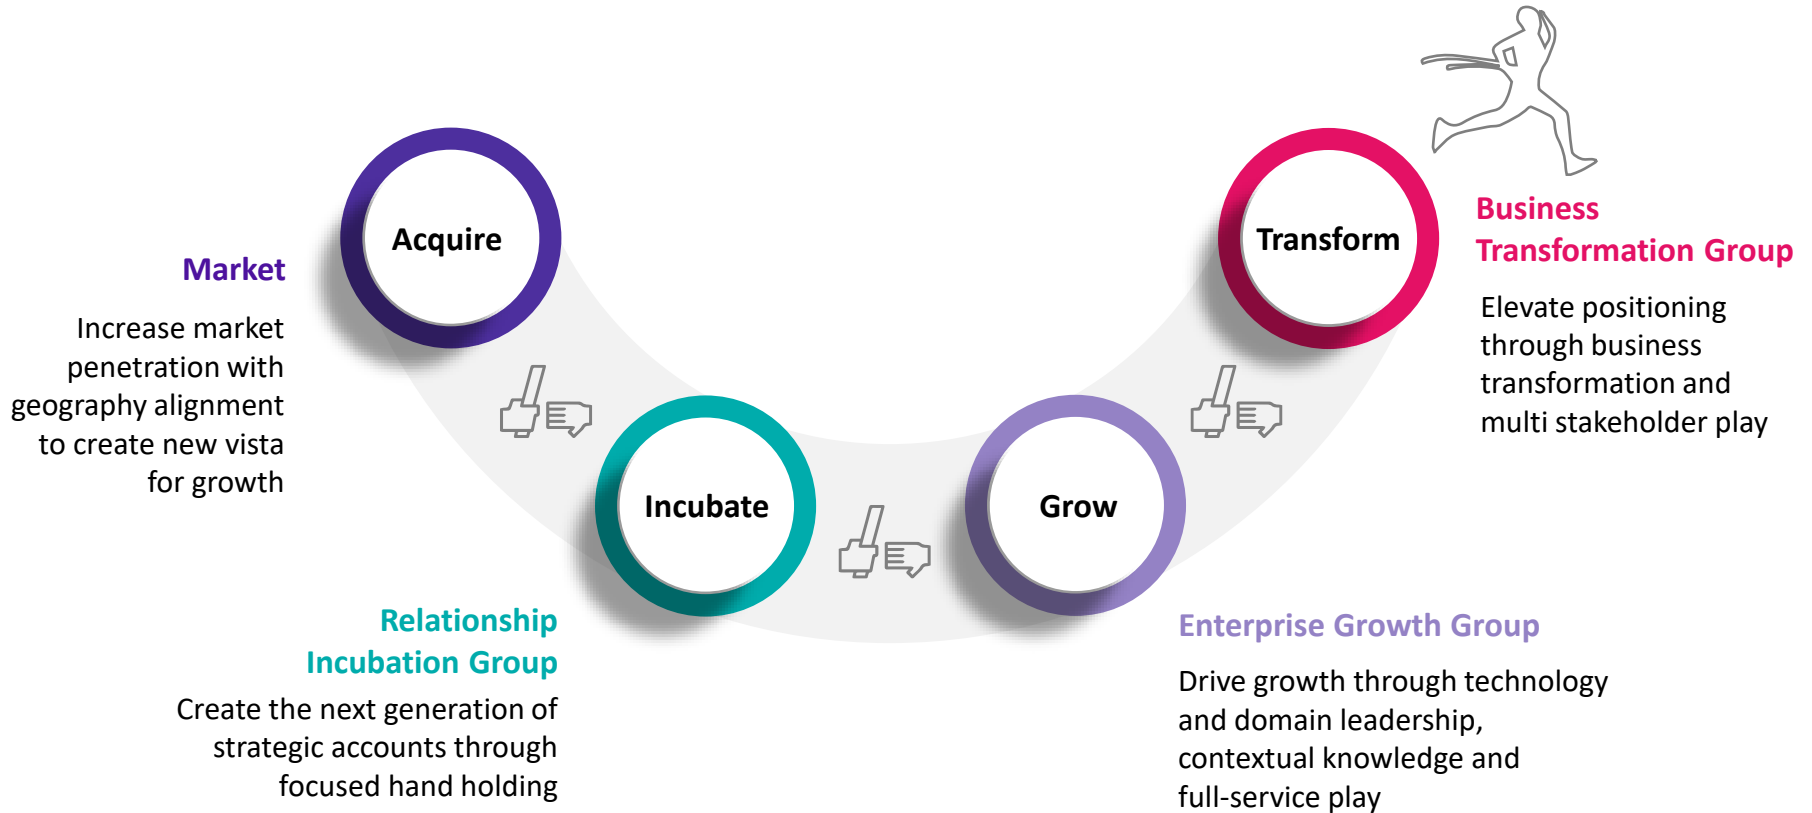 Acquire
Market
Increase market
penetration with
geography alignment
to create new vista
for growth
Incubate
Relationship
Incubation Group
Create the next generation of
strategic accounts through
focused hand holding
Grow
Enterprise Growth Group
Drive growth through technology
and domain leadership,
contextual knowledge and
full-service play
Transform
Business
Transformation Group
Elevate positioning
through business
transformation and
multi stakeholder play